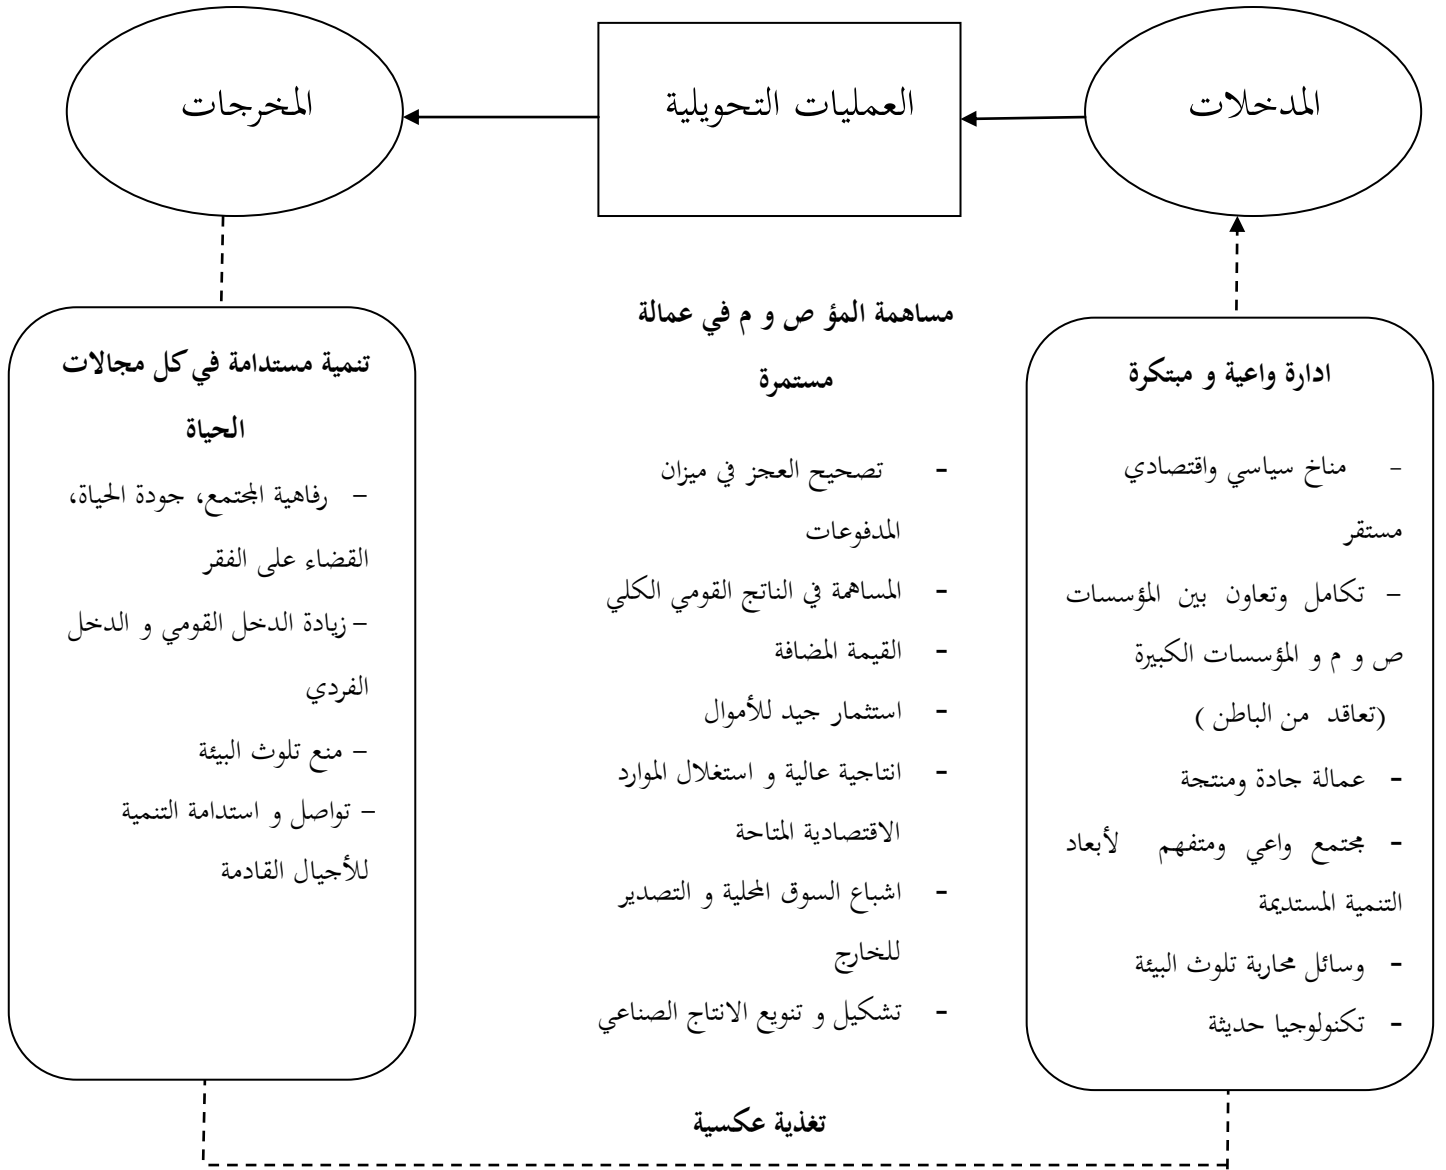 المدخلات
العمليات التحويلية
المخرجات
ادارة واعية و مبتكرة
- مناخ سياسي واقتصادي
مستقر
- تكامل وتعاون بين المؤسسات
ص و م و المؤسسات الكبيرة
(تعاقد من الباطن )
- عمالة جادة ومنتجة
- مجتمع واعي ومتفهم لأبعاد
التنمية المستديمة
- وسائل محاربة تلوث البيئة
- تكنولوجيا حديثة
مساهمة المؤ ص و م في عمالة
مستمرة
- تصحيح العجز في ميزان
المدفوعات
- المساهمة في الناتج القومي الكلي
- القيمة المضافة
- استثمار جيد للأموال
- انتاجية عالية و استغلال الموارد
الاقتصادية المتاحة
- اشباع السوق المحلية و التصدير
للخارج
- تشكيل و تنويع الانتاج الصناعي
تنمية مستدامة في كل مجالات
الحياة
- رفاهية المجتمع، جودة الحياة،
القضاء على الفقر
- زيادة الدخل القومي و الدخل
الفردي
- منع تلوث البيئة
- تواصل و استدامة التنمية
للأجيال القادمة
تغذية عكسية